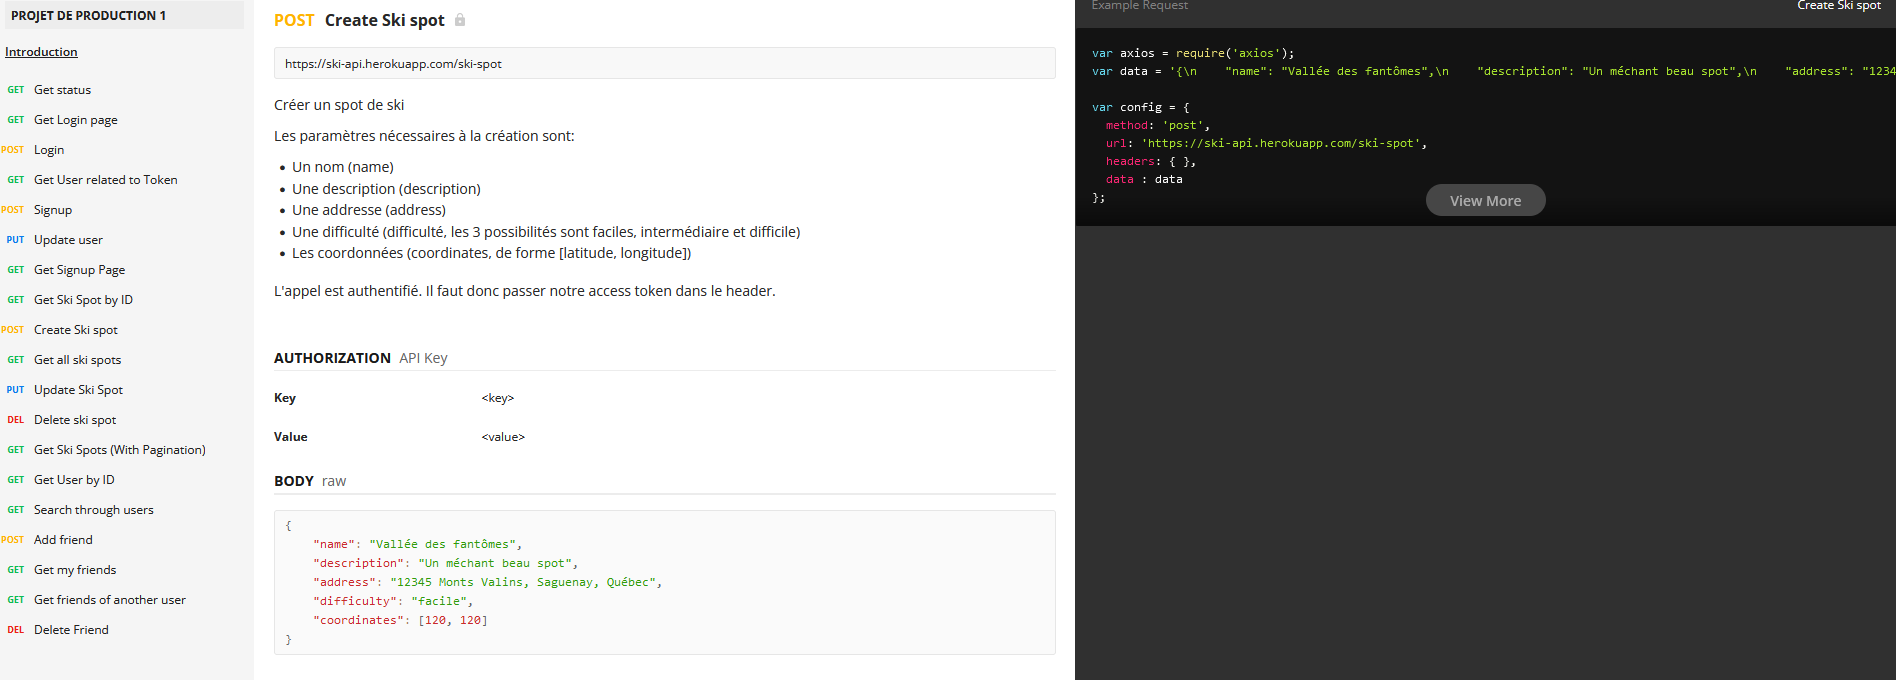 PROJET DE PRODUCTION 1
Introduction
GET Get status
GET Get Login page
POST Login
GET Get User related to Token
POST Signup
PUT Update user
GET Get Signup Page
GET Get Ski Spot by ID
POST Create Ski spot
GET Get all ski spots
PUT Update Ski Spot
DEL Delete ski spot
GET Get Ski Spots (With Pagination)
GET Get User by ID
GET Search through users
POST Add friend
GET Get my friends
GET Get friends of another user
DEL Delete Friend
POST Create Ski spot
https://ski-api.herokuapp.com/ski-spot
Créer un spot de ski
Les paramètres nécessaires à la création sont:
• Un nom (name)
• Une description (description)
• Une addresse (address)
• Une difficulté (difficulté, les 3 possibilités sont faciles, intermédiaire et difficile)
• Les coordonnées (coordinates, de forme [latitude, longitude])
L'appel est authentifié. Il faut donc passer notre access token dans le header.
AUTHORIZATION API Key
Key <key>
Value <value>
BODY raw
{
"name": "Vallée des fantômes",
"description": "Un méchant beau spot",
"address": "12345 Monts Valins, Saguenay, Québec",
"difficulty": "facile",
"coordinates": [120, 120]
}
Example Request Create Ski spot
var axios = require('axios');
var data = '{\n    "name": "Vallée des fantômes",\n    "description": "Un méchant beau spot",\n    "address": "1234
var config = {
method: 'post',
url: 'https://ski-api.herokuapp.com/ski-spot',
headers: { },
data : data
};
View More